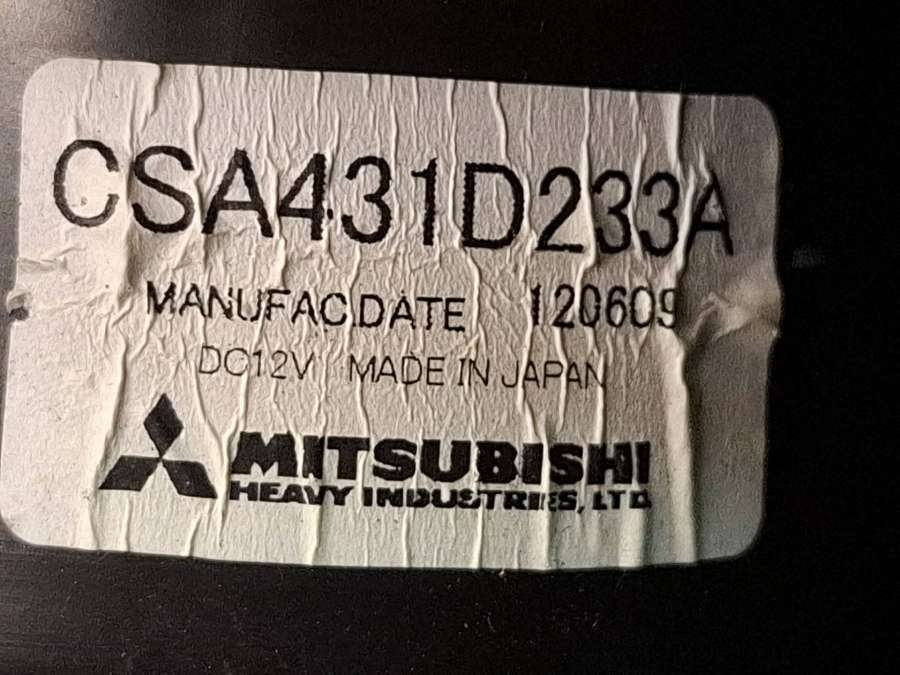 CSA431D233A
MANUFAC.DATE 120609
DC12V MADE IN JAPAN
MITSUBISHI
HEAVY INDUSTRIES, LTD.